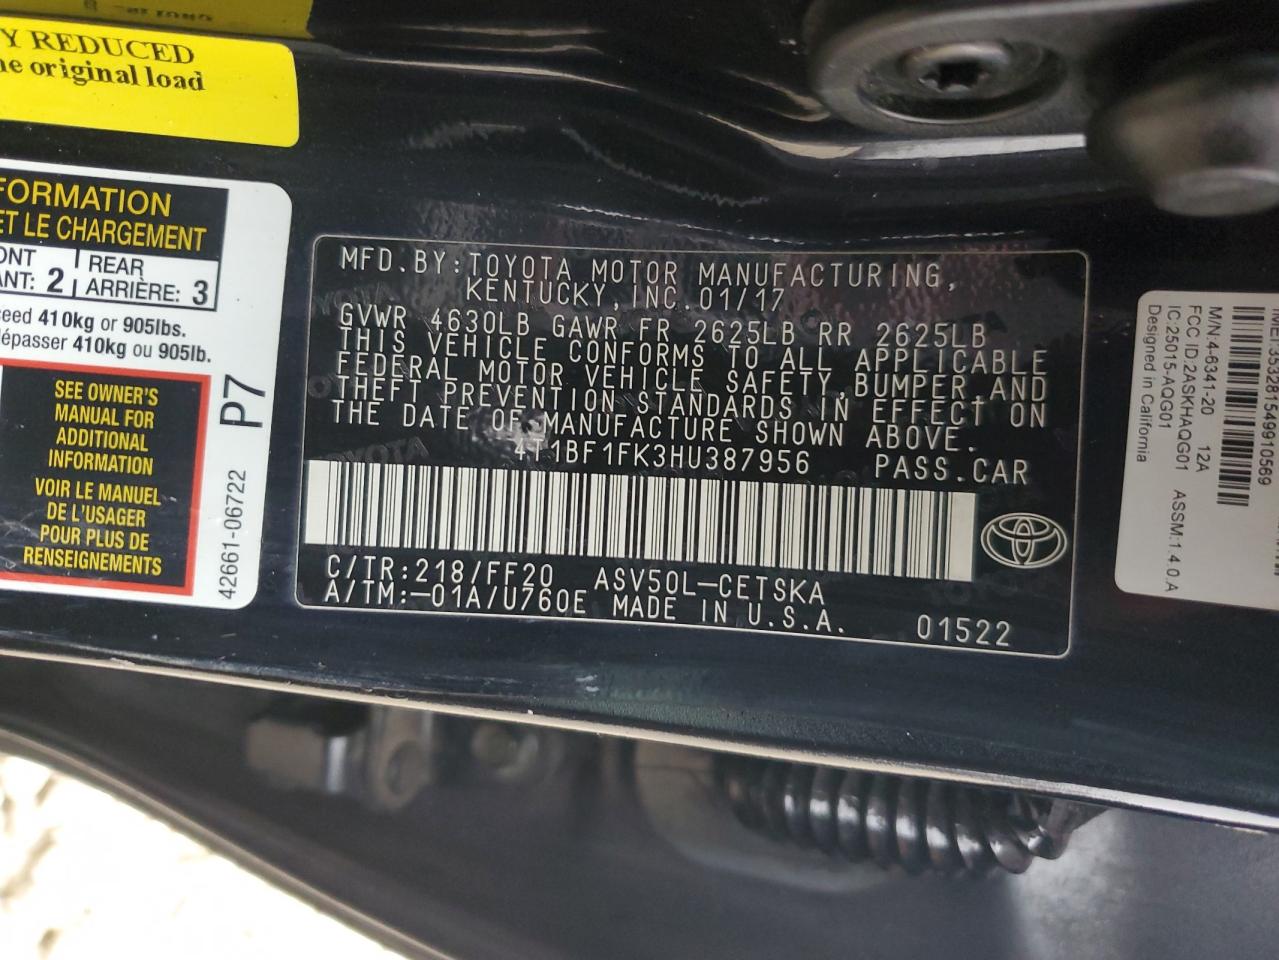 Y REDUCED
he original load
FORMATION
ET LE CHARGEMENT
ONT
ANT: 2
REAR
ARRIÈRE: 3
ceed 410kg or 905lbs.
dépasser 410kg ou 905lb.
SEE OWNER'S
MANUAL FOR
ADDITIONAL
INFORMATION
VOIR LE MANUEL
DE L'USAGER
POUR PLUS DE
RENSEIGNEMENTS
P7
42661-06722
MFD.BY:TOYOTA MOTOR MANUFACTURING,
KENTUCKY,INC.01/17
GVWR 4630LB GAWR FR 2625LB RR 2625LB
THIS VEHICLE CONFORMS TO ALL APPLICABLE
FEDERAL MOTOR VEHICLE SAFETY,BUMPER,AND
THEFT PREVENTION STANDARDS IN EFFECT ON
THE DATE OF MANUFACTURE SHOWN ABOVE.
4T1BF1FK3HU387956 PASS.CAR
C/TR:218/FF20 ASV50L-CETSKA
A/TM:-01A/U760E MADE IN U.S.A. 01522
TOYOTA
M/N:4-6341-20 12A
FCC ID:2ASKHAQG01 ASSM:1.4.0.A
IC:25015-AQG01
Designed in California